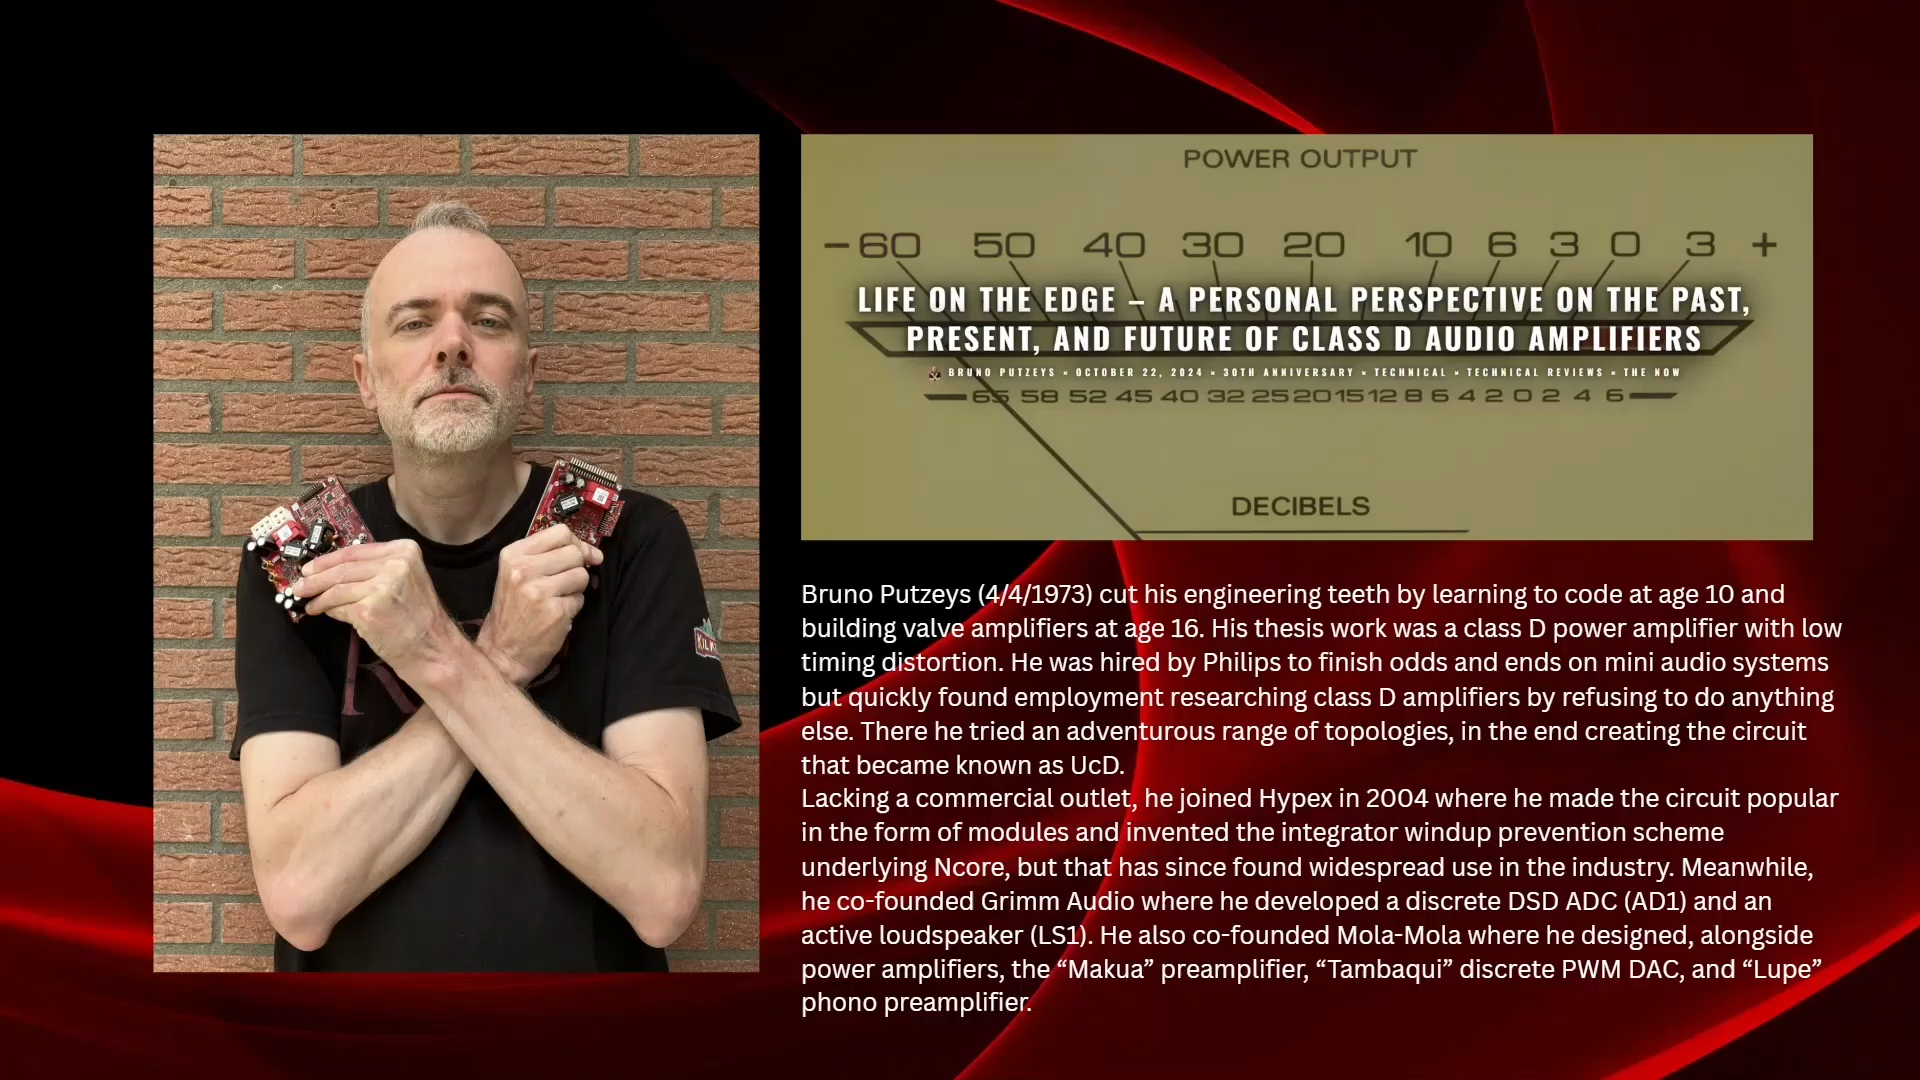 POWER OUTPUT
– 60 50 40 30 20 10 6 3 0 3 +
LIFE ON THE EDGE – A PERSONAL PERSPECTIVE ON THE PAST,
PRESENT, AND FUTURE OF CLASS D AUDIO AMPLIFIERS
BRUNO PUTZEYS × OCTOBER 22, 2024 × 30TH ANNIVERSARY × TECHNICAL × TECHNICAL REVIEWS × THE NOW
65 58 52 45 40 32 25 20 15 12 8 6 4 2 0 2 4 6
DECIBELS
Bruno Putzeys (4/4/1973) cut his engineering teeth by learning to code at age 10 and
building valve amplifiers at age 16. His thesis work was a class D power amplifier with low
timing distortion. He was hired by Philips to finish odds and ends on mini audio systems
but quickly found employment researching class D amplifiers by refusing to do anything
else. There he tried an adventurous range of topologies, in the end creating the circuit
that became known as UcD.
Lacking a commercial outlet, he joined Hypex in 2004 where he made the circuit popular
in the form of modules and invented the integrator windup prevention scheme
underlying Ncore, but that has since found widespread use in the industry. Meanwhile,
he co-founded Grimm Audio where he developed a discrete DSD ADC (AD1) and an
active loudspeaker (LS1). He also co-founded Mola-Mola where he designed, alongside
power amplifiers, the “Makua” preamplifier, “Tambaqui” discrete PWM DAC, and “Lupe”
phono preamplifier.